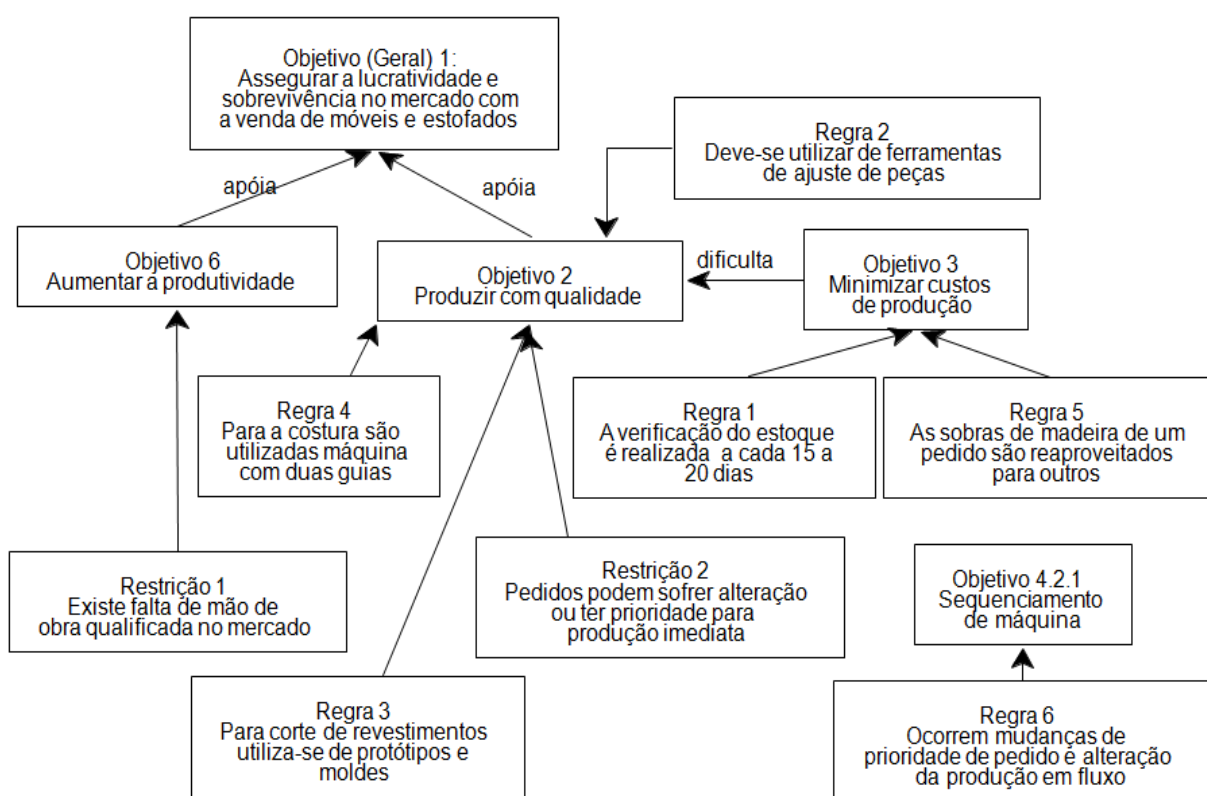 Objetivo (Geral) 1:
Assegurar a lucratividade e
sobrevivência no mercado com
a venda de móveis e estofados
Regra 2
Deve-se utilizar de ferramentas
de ajuste de peças
apóia
apóia
Objetivo 6
Aumentar a produtividade
Objetivo 2
Produzir com qualidade
dificulta
Objetivo 3
Minimizar custos
de produção
Regra 4
Para a costura são
utilizadas máquina
com duas guias
Regra 1
A verificação do estoque
é realizada a cada 15 a
20 dias
Regra 5
As sobras de madeira de um
pedido são reaproveitados
para outros
Restrição 1
Existe falta de mão de
obra qualificada no mercado
Restrição 2
Pedidos podem sofrer alteração
ou ter prioridade para
produção imediata
Objetivo 4.2.1
Sequenciamento
de máquina
Regra 3
Para corte de revestimentos
utiliza-se de protótipos e
moldes
Regra 6
Ocorrem mudanças de
prioridade de pedido e alteração
da produção em fluxo